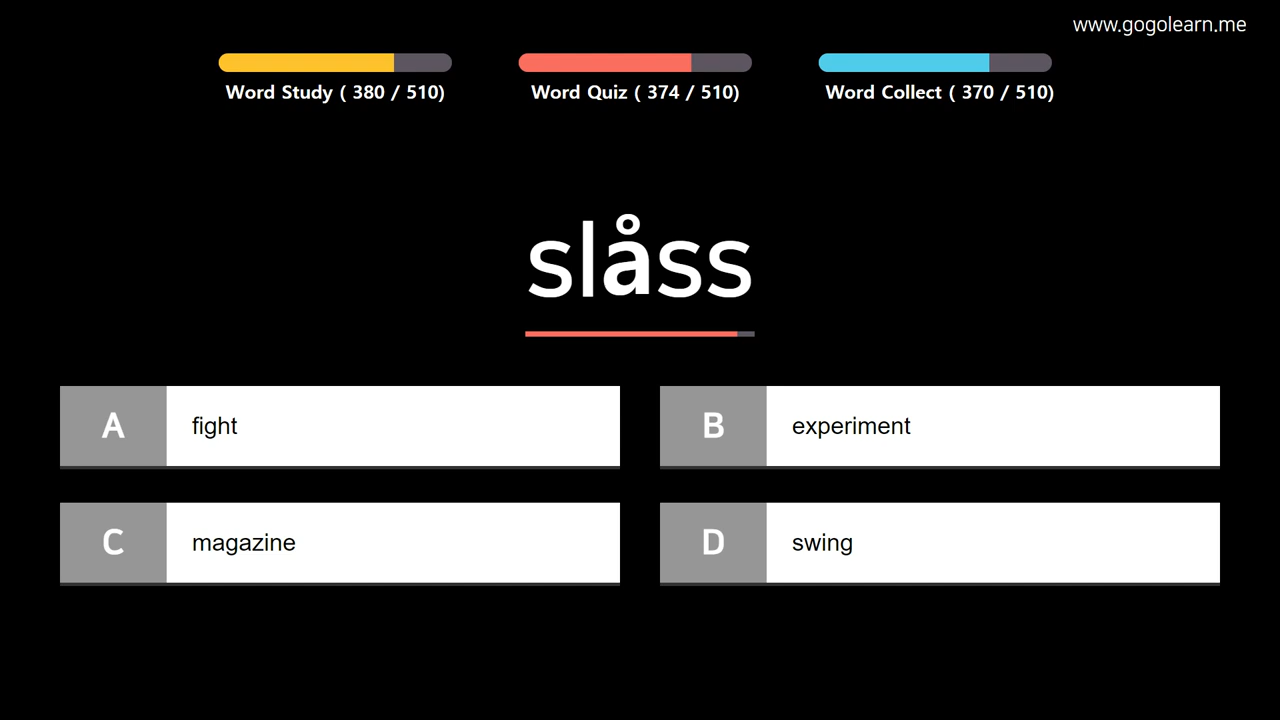 www.gogolearn.me
Word Study ( 380 / 510)
Word Quiz ( 374 / 510)
Word Collect ( 370 / 510)
slåss
A fight
B experiment
C magazine
D swing